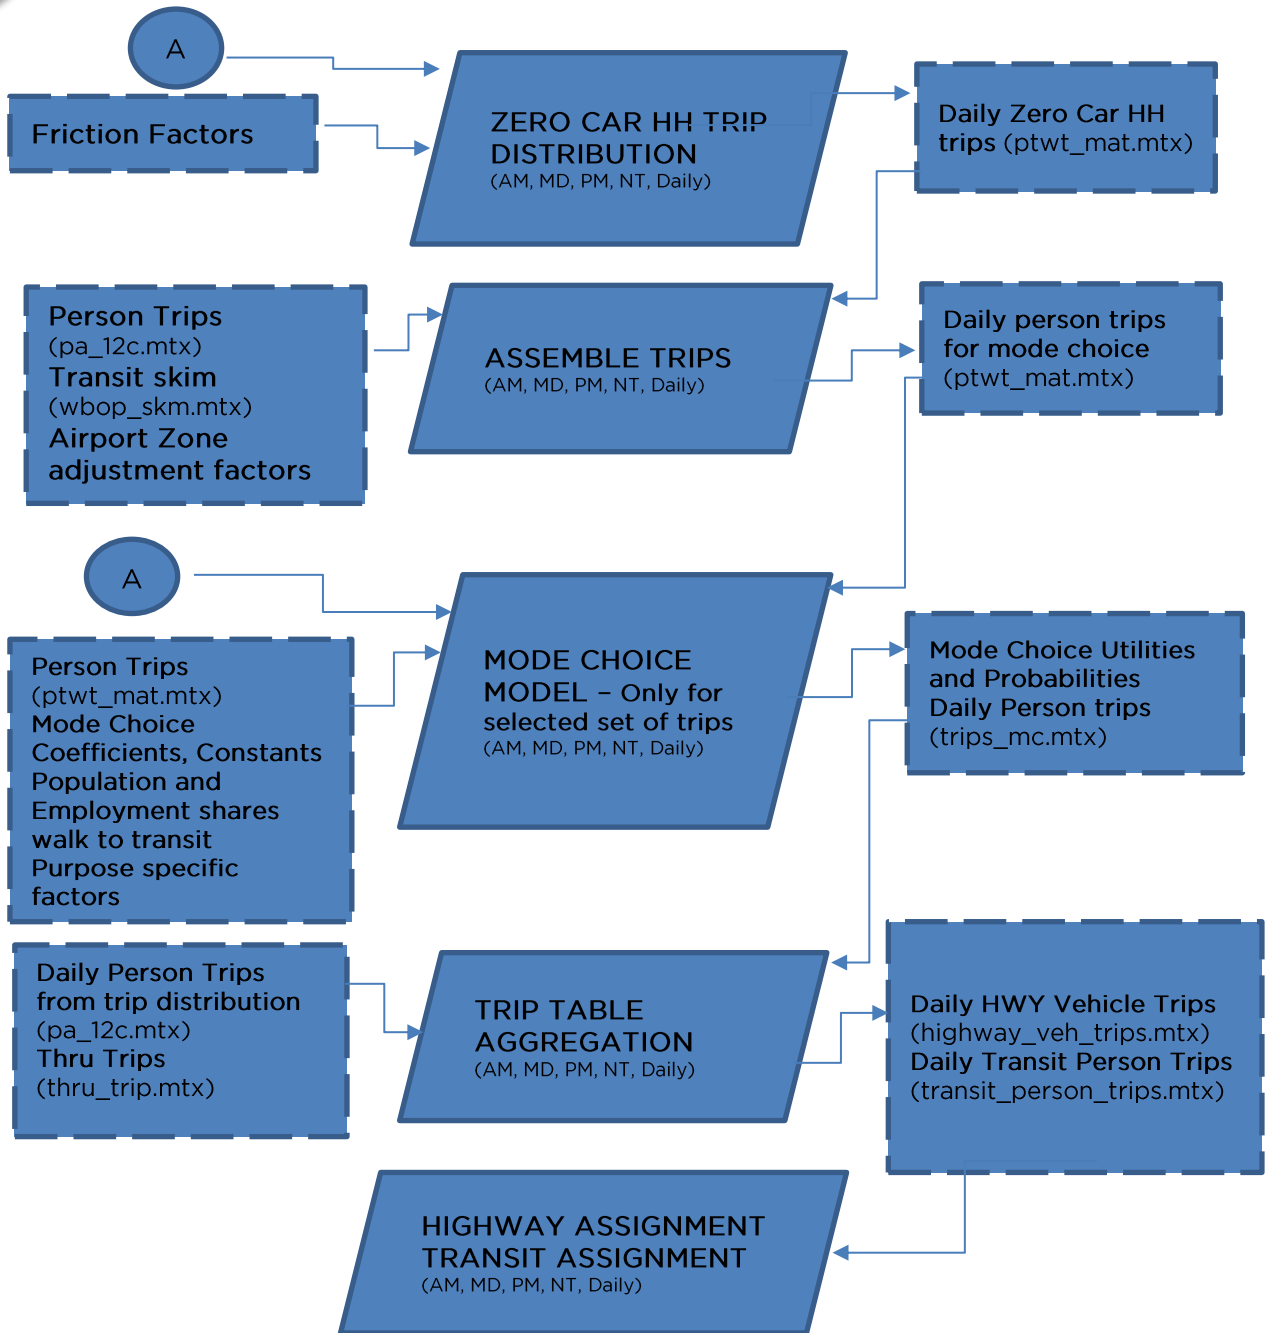 A
Friction Factors
ZERO CAR HH TRIP
DISTRIBUTION
(AM, MD, PM, NT, Daily)
Daily Zero Car HH
trips (ptwt_mat.mtx)
Person Trips
(pa_12c.mtx)
Transit skim
(wbop_skm.mtx)
Airport Zone
adjustment factors
ASSEMBLE TRIPS
(AM, MD, PM, NT, Daily)
Daily person trips
for mode choice
(ptwt_mat.mtx)
A
Person Trips
(ptwt_mat.mtx)
Mode Choice
Coefficients, Constants
Population and
Employment shares
walk to transit
Purpose specific
factors
MODE CHOICE
MODEL – Only for
selected set of trips
(AM, MD, PM, NT, Daily)
Mode Choice Utilities
and Probabilities
Daily Person trips
(trips_mc.mtx)
Daily Person Trips
from trip distribution
(pa_12c.mtx)
Thru Trips
(thru_trip.mtx)
TRIP TABLE
AGGREGATION
(AM, MD, PM, NT, Daily)
Daily HWY Vehicle Trips
(highway_veh_trips.mtx)
Daily Transit Person Trips
(transit_person_trips.mtx)
HIGHWAY ASSIGNMENT
TRANSIT ASSIGNMENT
(AM, MD, PM, NT, Daily)